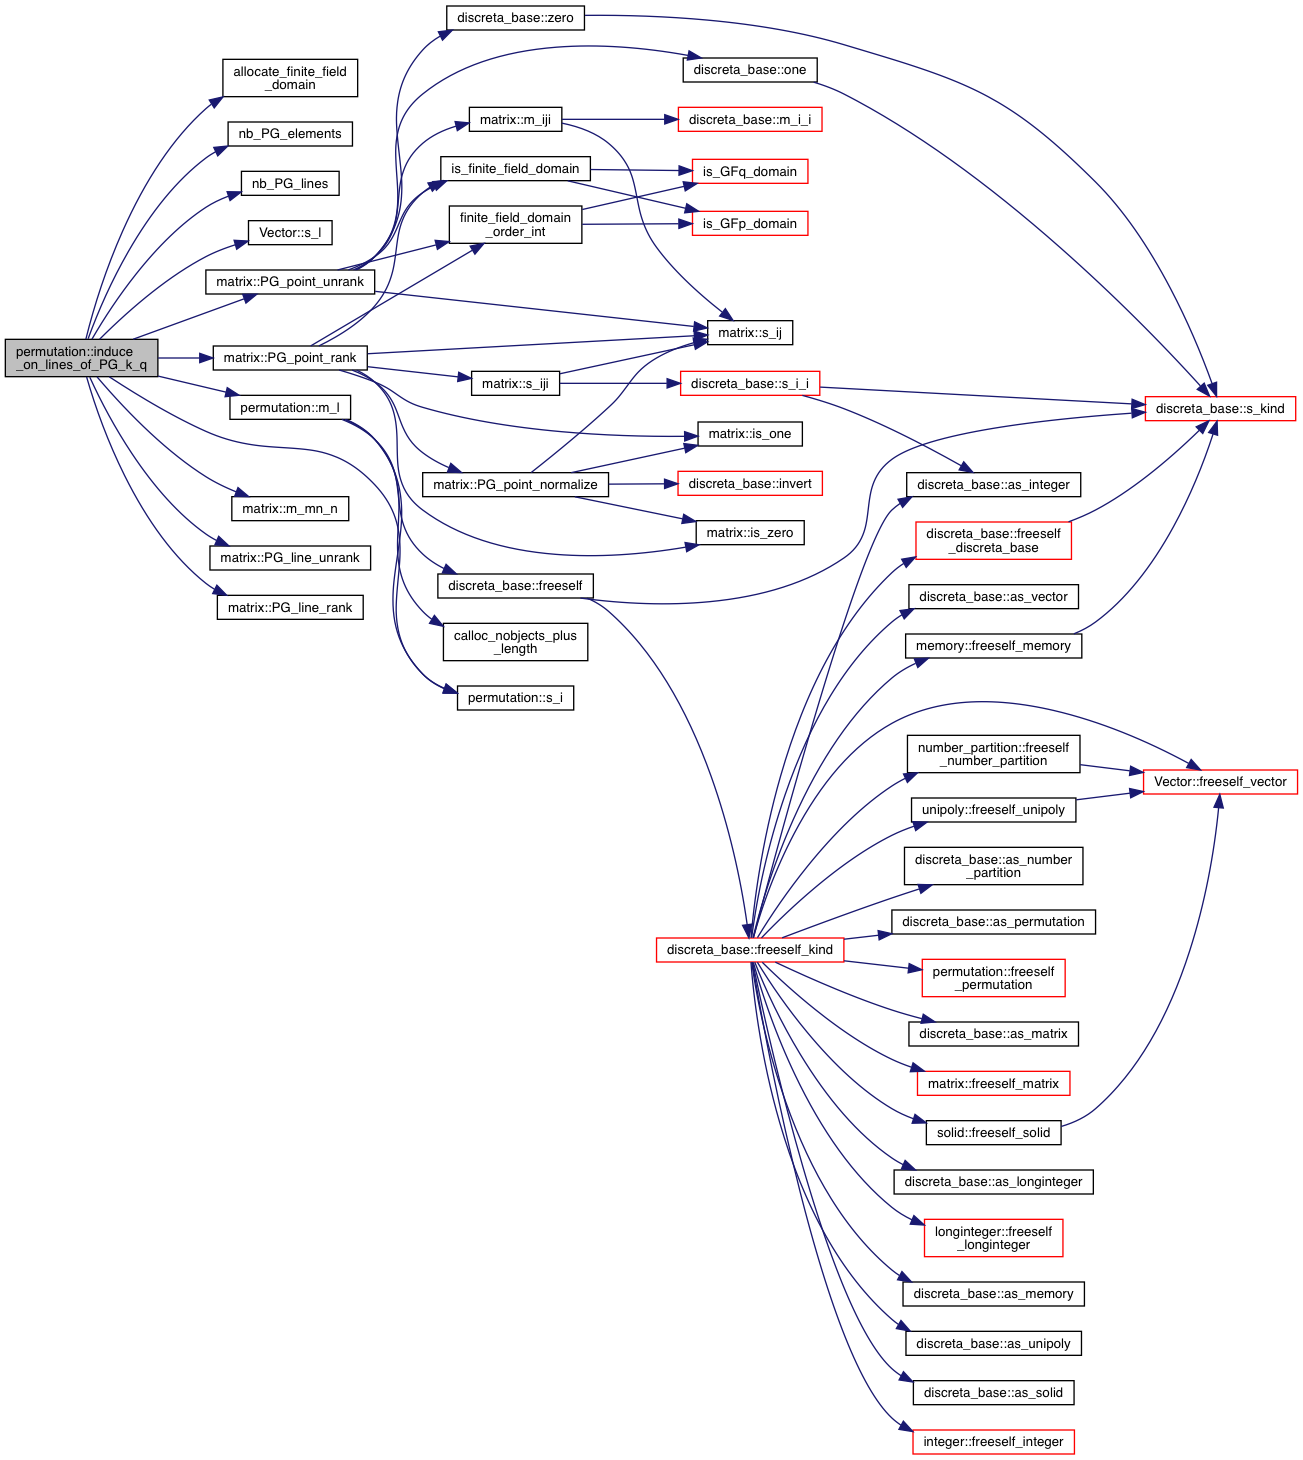 permutation::induce
_on_lines_of_PG_k_q
allocate_finite_field
_domain
nb_PG_elements
nb_PG_lines
Vector::s_l
matrix::PG_point_unrank
matrix::PG_point_rank
permutation::m_l
matrix::m_mn_n
matrix::PG_line_unrank
matrix::PG_line_rank
discreta_base::zero
matrix::m_iji
is_finite_field_domain
finite_field_domain
_order_int
matrix::s_iji
matrix::PG_point_normalize
discreta_base::freeself
calloc_nobjects_plus
_length
permutation::s_i
discreta_base::one
discreta_base::m_i_i
is_GFq_domain
is_GFp_domain
matrix::s_ij
discreta_base::s_i_i
matrix::is_one
discreta_base::invert
matrix::is_zero
discreta_base::freeself_kind
discreta_base::as_integer
discreta_base::freeself
_discreta_base
discreta_base::as_vector
memory::freeself_memory
number_partition::freeself
_number_partition
unipoly::freeself_unipoly
discreta_base::as_number
_partition
discreta_base::as_permutation
permutation::freeself
_permutation
discreta_base::as_matrix
matrix::freeself_matrix
solid::freeself_solid
discreta_base::as_longinteger
longinteger::freeself
_longinteger
discreta_base::as_memory
discreta_base::as_unipoly
discreta_base::as_solid
integer::freeself_integer
discreta_base::s_kind
Vector::freeself_vector